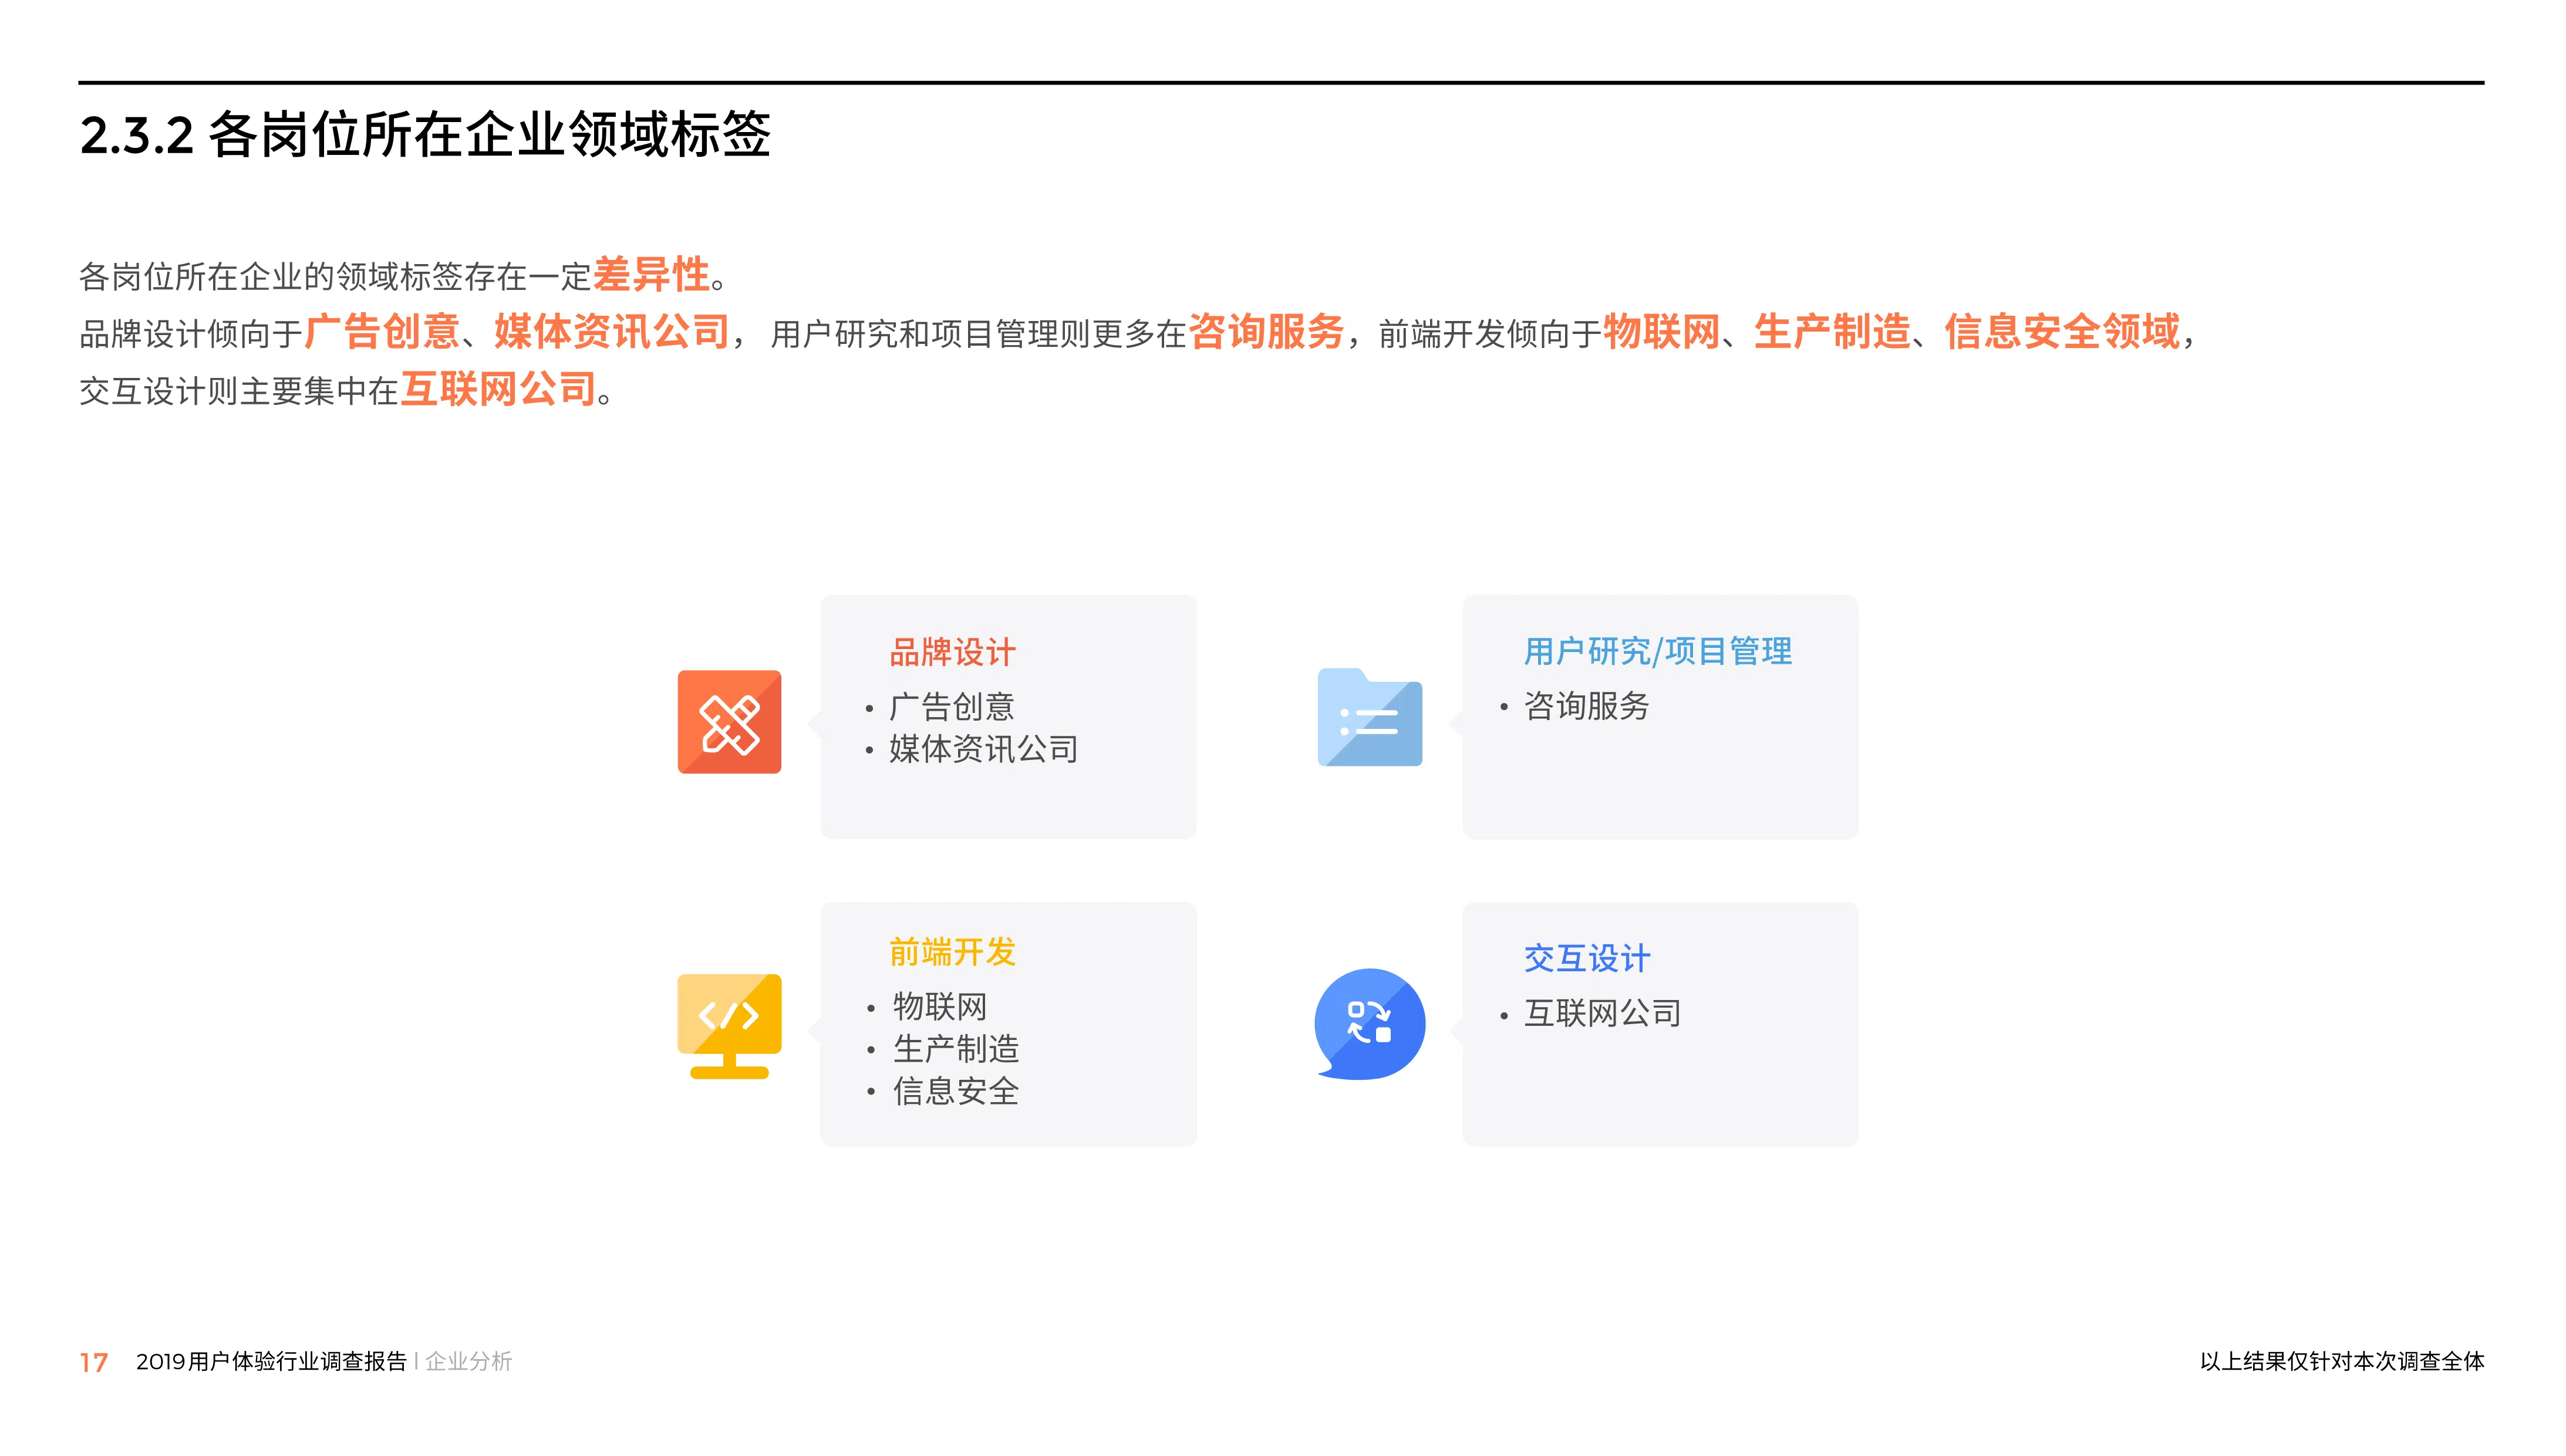 2.3.2 各岗位所在企业领域标签
各岗位所在企业的领域标签存在一定差异性。
品牌设计倾向于广告创意、媒体资讯公司， 用户研究和项目管理则更多在咨询服务，前端开发倾向于物联网、生产制造、信息安全领域，
交互设计则主要集中在互联网公司。
品牌设计
• 广告创意
• 媒体资讯公司
用户研究/项目管理
• 咨询服务
前端开发
• 物联网
• 生产制造
• 信息安全
交互设计
• 互联网公司
17 2019用户体验行业调查报告 | 企业分析
以上结果仅针对本次调查全体